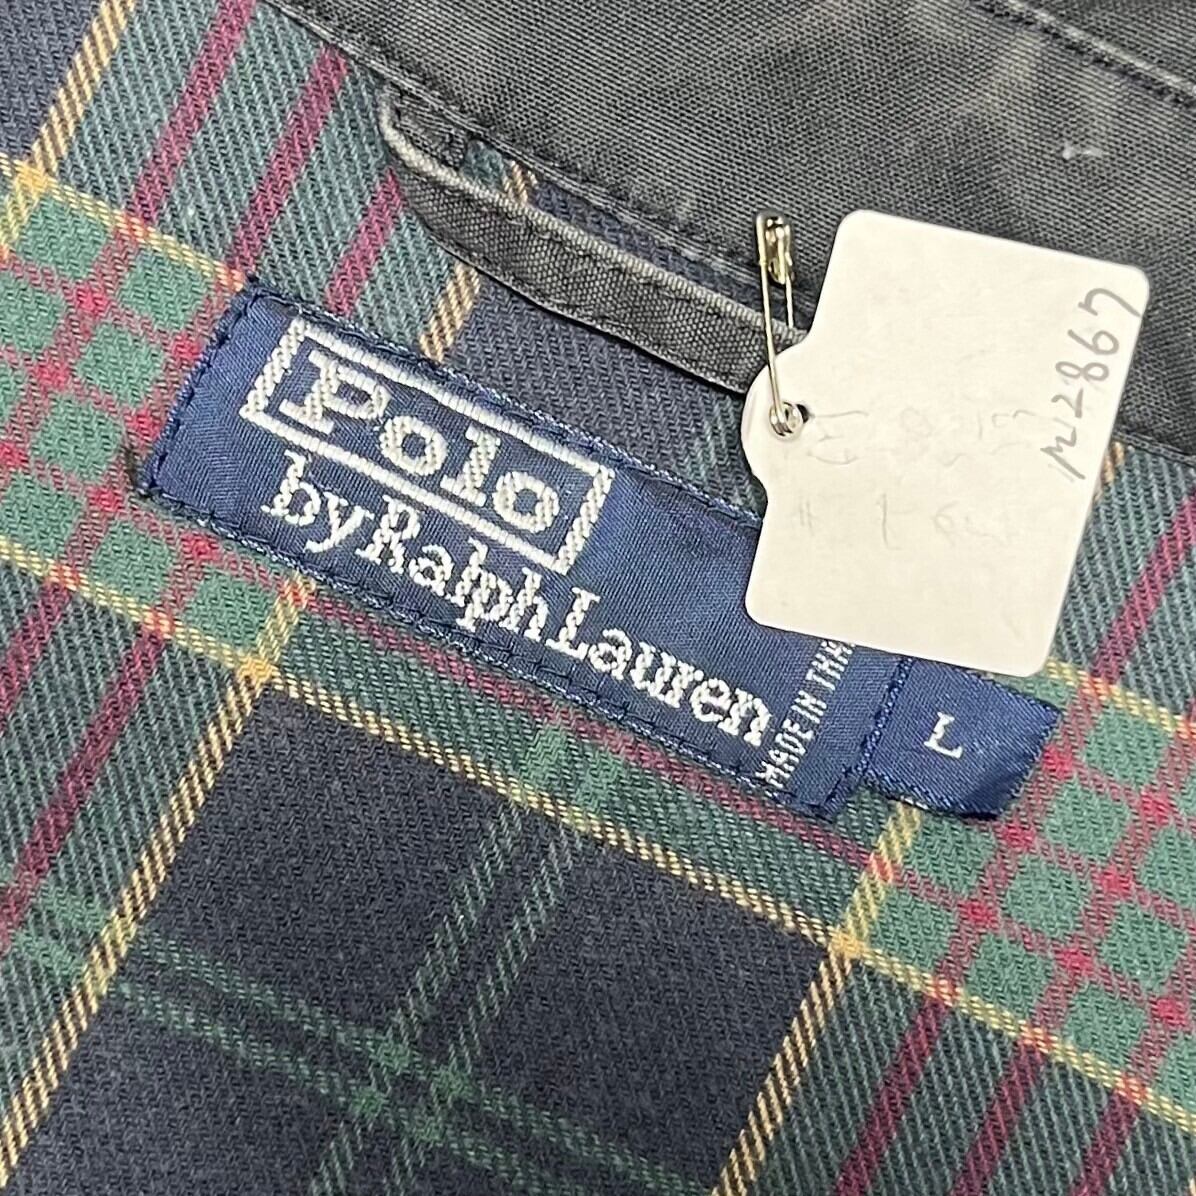 Polo
by Ralph Lauren
MADE IN THA
L
M2867